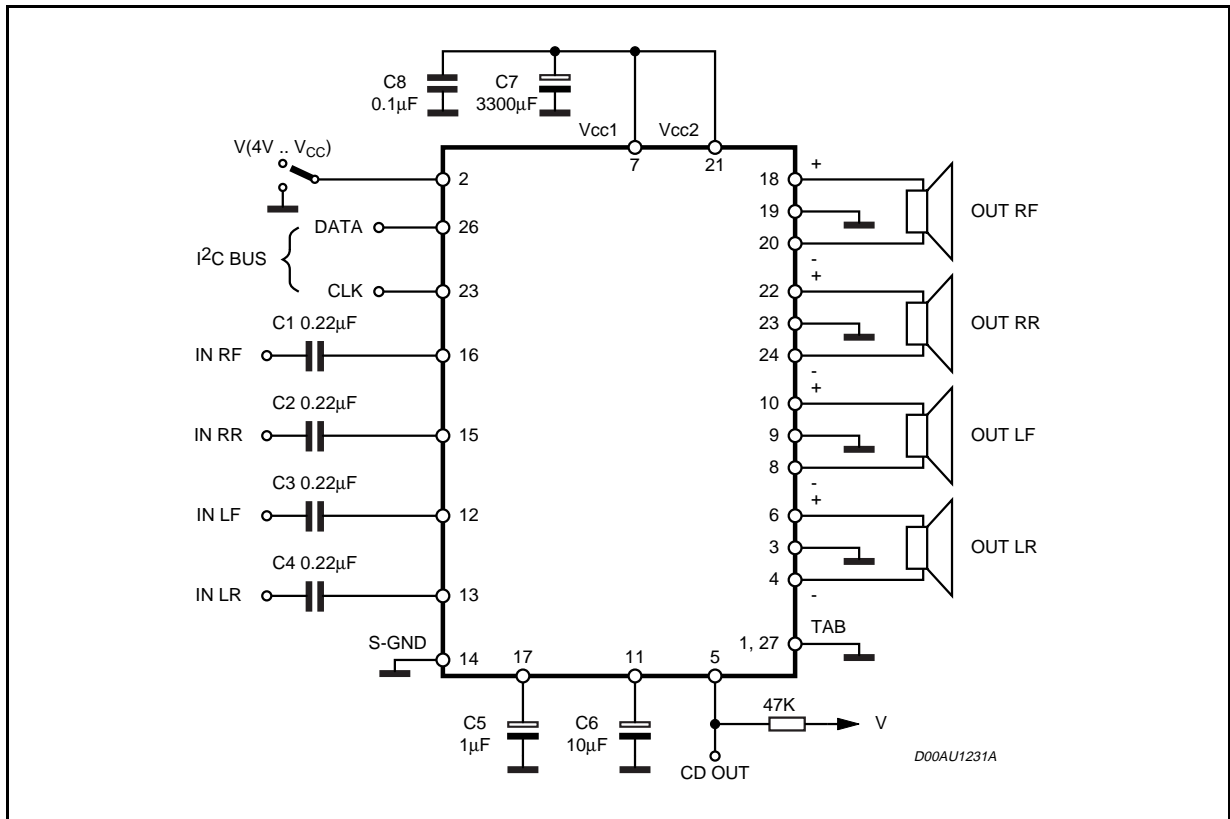 C8
0.1µF
C7
3300µF
Vcc1
Vcc2
7
21
V(4V .. VCC)
2
DATA
26
I2C BUS
CLK
23
C1 0.22µF
IN RF
16
C2 0.22µF
IN RR
15
C3 0.22µF
IN LF
12
C4 0.22µF
IN LR
13
S-GND
14
17
11
5
C5
1µF
C6
10µF
CD OUT
47K
V
18
+
19
20
-
OUT RF
22
+
23
24
-
OUT RR
10
+
9
8
-
OUT LF
6
+
3
4
-
OUT LR
TAB
1, 27
D00AU1231A